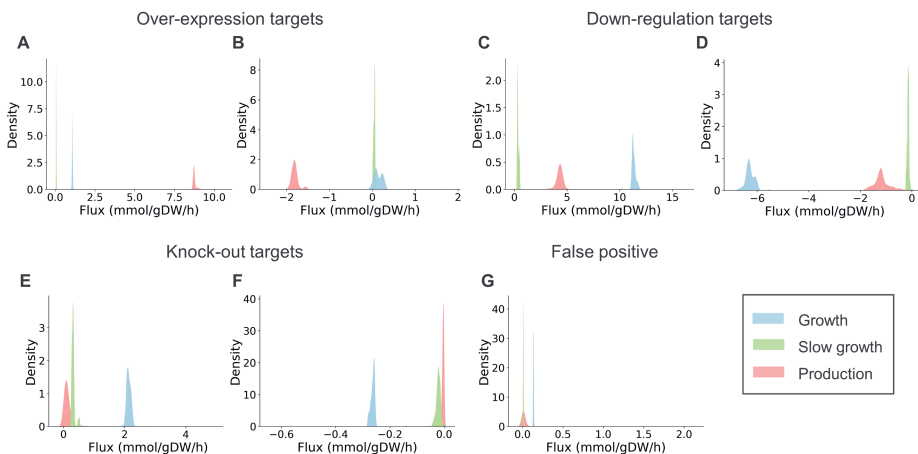 Over-expression targets
Down-regulation targets
A
B
C
D
10.0
7.5
5.0
2.5
0.0
Density
0.0 2.5 5.0 7.5 10.0
Flux (mmol/gDW/h)
8
6
4
2
0
Density
−2 −1 0 1 2
Flux (mmol/gDW/h)
2.0
1.5
1.0
0.5
0.0
Density
0 5 10 15
Flux (mmol/gDW/h)
4
3
2
1
0
Density
−6 −4 −2 0
Flux (mmol/gDW/h)
Knock-out targets
False positive
E
F
G
3
2
1
0
Density
0 2 4
Flux (mmol/gDW/h)
40
30
20
10
0
Density
−0.6 −0.4 −0.2 0.0
Flux (mmol/gDW/h)
40
30
20
10
0
Density
0.0 0.5 1.0 1.5 2.0
Flux (mmol/gDW/h)
Growth
Slow growth
Production